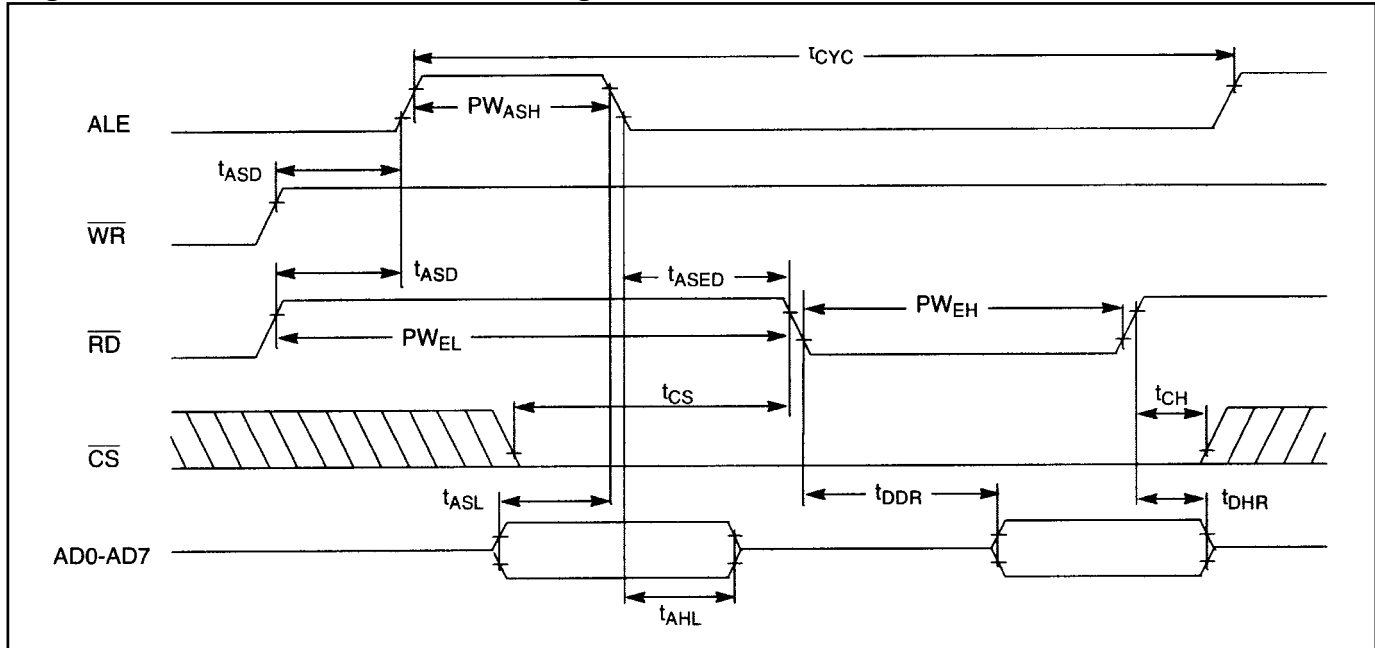 tCYC
ALE
PWASH
tASD
WR
tASD
tASED
RD
PWEL
PWEH
tCS
tCH
CS
tASL
tDDR
tDHR
AD0-AD7
tAHL